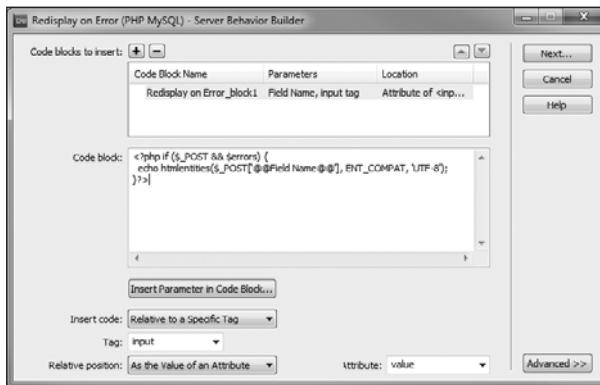 Dw Redisplay on Error (PHP MySQL) - Server Behavior Builder
Code blocks to insert: + −
Next...
Code Block Name Parameters Location
Cancel
Redisplay on Error_block1 Field Name, input tag Attribute of <inp...
Help
Code block: <?php if ($_POST && $errors) {
echo htmlentities($_POST['@@Field Name@@'], ENT_COMPAT, 'UTF-8');
}?>
Insert Parameter in Code Block...
Insert code: Relative to a Specific Tag
Tag: input
Relative position: As the Value of an Attribute Attribute: value Advanced >>